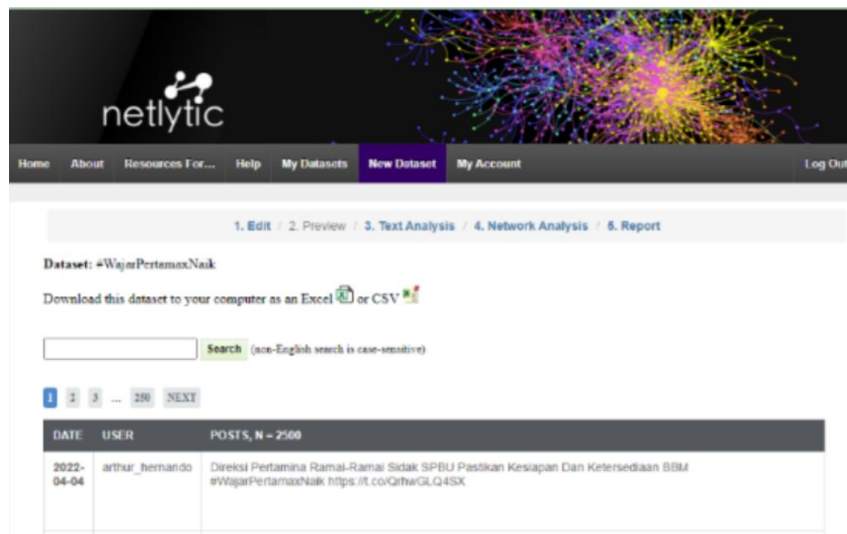 netlytic
Home About Resources For... Help My Datasets New Dataset My Account Log Out
1. Edit / 2. Preview / 3. Text Analysis / 4. Network Analysis / 5. Report
Dataset: #WajarPertamaxNaik
Download this dataset to your computer as an Excel or CSV
Search (non-English search is case-sensitive)
1 2 3 ... 250 NEXT
DATE USER POSTS, N = 2500
2022-04-04 arthur_hernando Direksi Pertamina Ramai-Ramai Sidak SPBU Pastikan Kesiapan Dan Ketersediaan BBM
#WajarPertamaxNaik https://t.co/QrhwGLQ4SX